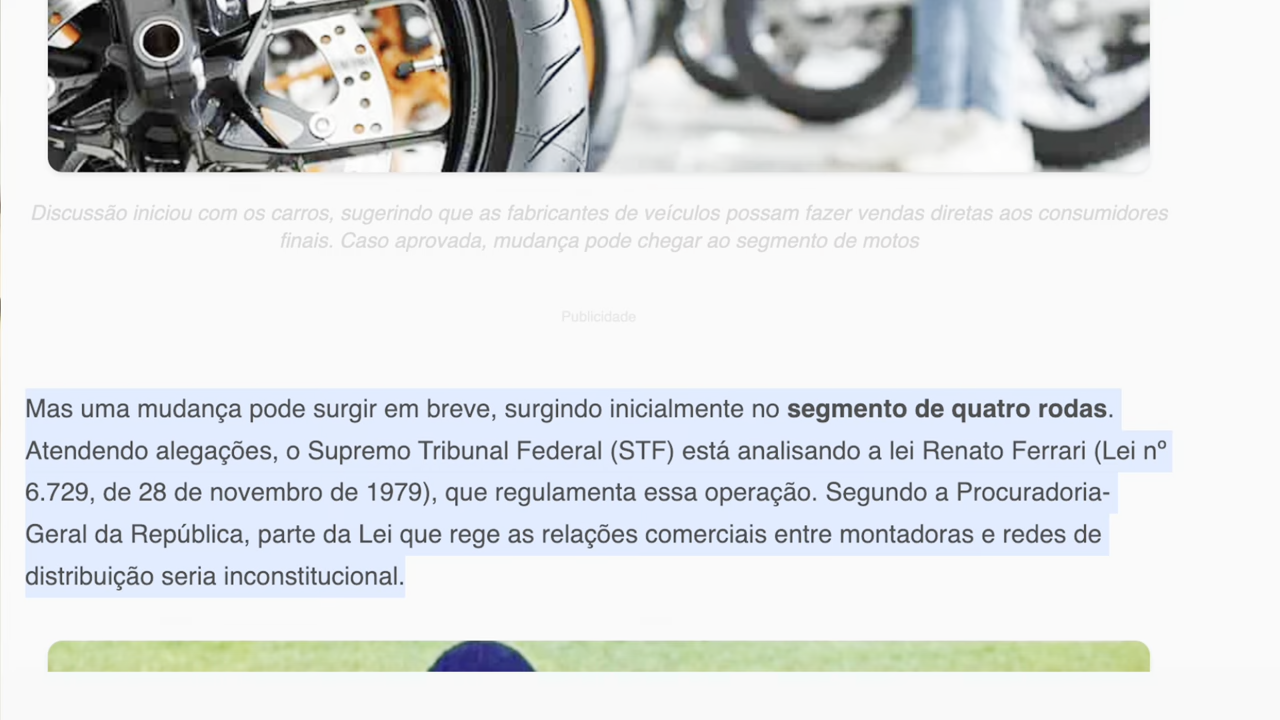 Discussão iniciou com os carros, sugerindo que as fabricantes de veículos possam fazer vendas diretas aos consumidores
finais. Caso aprovada, mudança pode chegar ao segmento de motos
Publicidade
Mas uma mudança pode surgir em breve, surgindo inicialmente no segmento de quatro rodas.
Atendendo alegações, o Supremo Tribunal Federal (STF) está analisando a lei Renato Ferrari (Lei nº
6.729, de 28 de novembro de 1979), que regulamenta essa operação. Segundo a Procuradoria-
Geral da República, parte da Lei que rege as relações comerciais entre montadoras e redes de
distribuição seria inconstitucional.